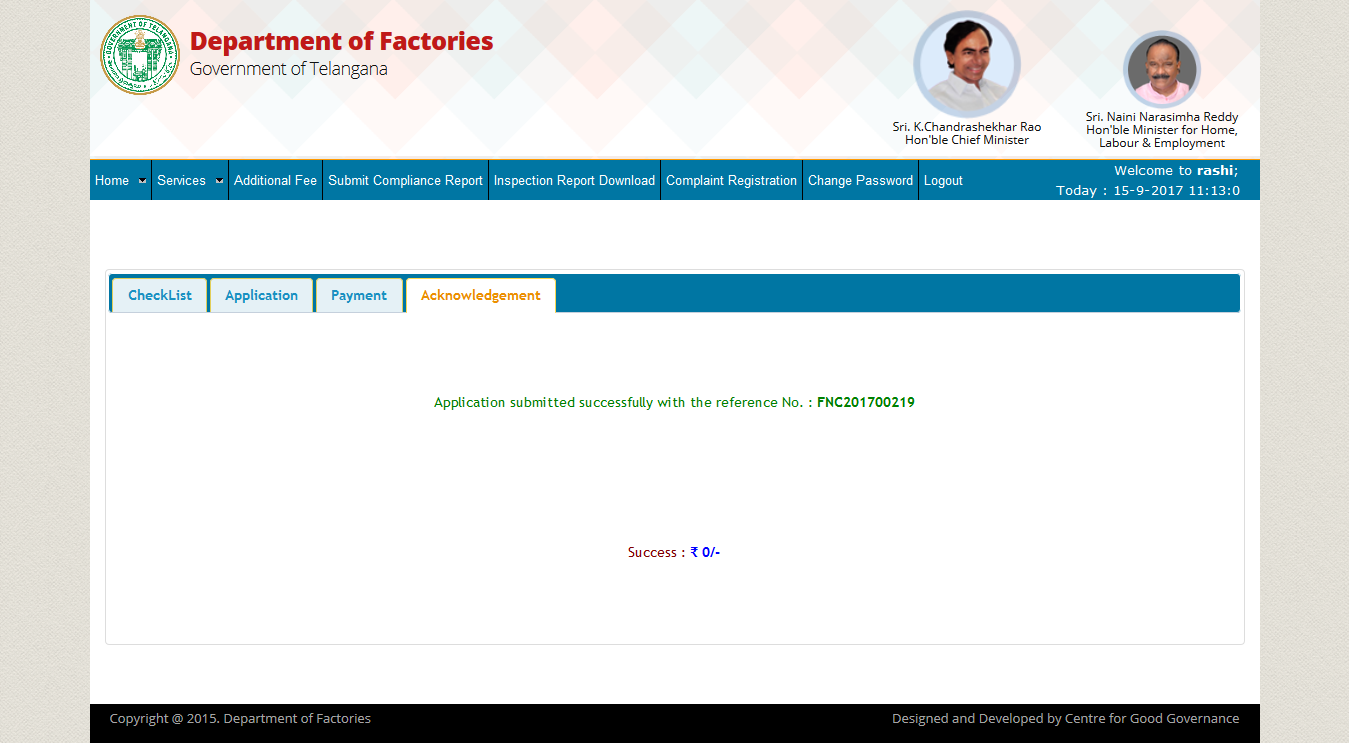 GOVERNMENT OF TELANGANA
Department of Factories
Government of Telangana
Sri. K.Chandrashekhar Rao
Hon'ble Chief Minister
Sri. Naini Narasimha Reddy
Hon'ble Minister for Home,
Labour & Employment
Home Services Additional Fee Submit Compliance Report Inspection Report Download Complaint Registration Change Password Logout
Welcome to rashi;
Today : 15-9-2017 11:13:0
CheckList Application Payment Acknowledgement
Application submitted successfully with the reference No. : FNC201700219
Success : ₹ 0/-
Copyright @ 2015. Department of Factories
Designed and Developed by Centre for Good Governance